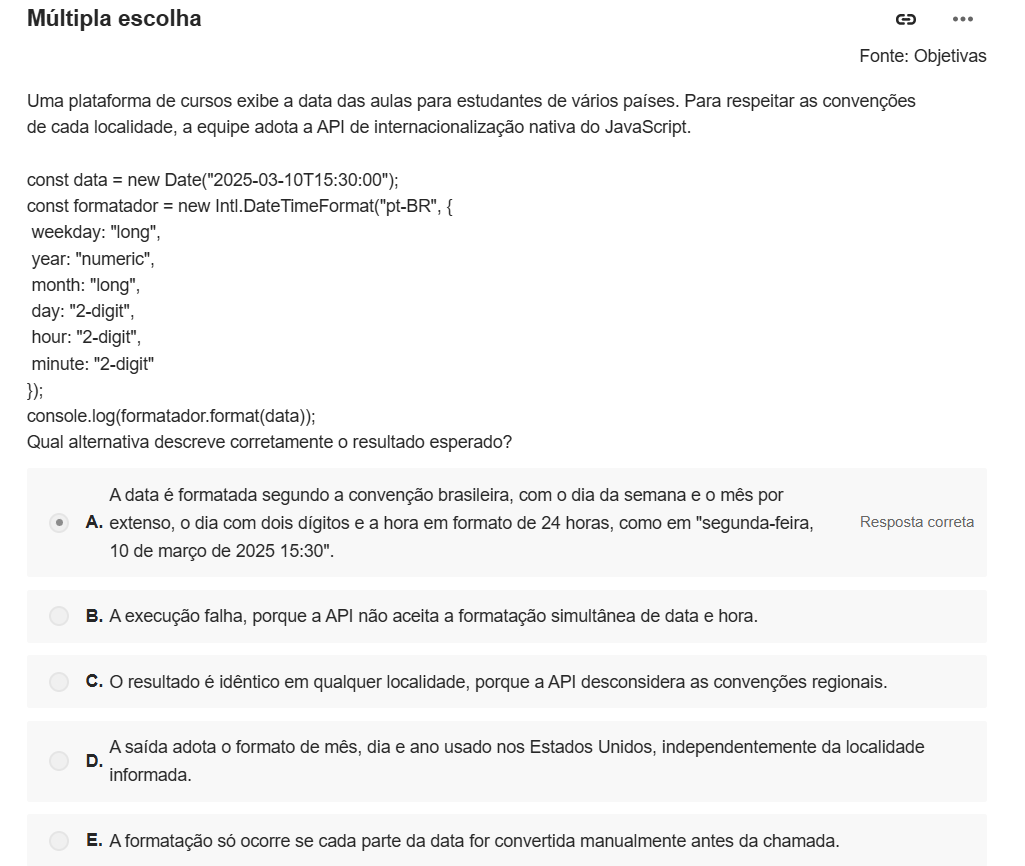 Múltipla escolha
Fonte: Objetivas
Uma plataforma de cursos exibe a data das aulas para estudantes de vários países. Para respeitar as convenções
de cada localidade, a equipe adota a API de internacionalização nativa do JavaScript.
const data = new Date("2025-03-10T15:30:00");
const formatador = new Intl.DateTimeFormat("pt-BR", {
weekday: "long",
year: "numeric",
month: "long",
day: "2-digit",
hour: "2-digit",
minute: "2-digit"
});
console.log(formatador.format(data));
Qual alternativa descreve corretamente o resultado esperado?
A data é formatada segundo a convenção brasileira, com o dia da semana e o mês por
A. extenso, o dia com dois dígitos e a hora em formato de 24 horas, como em "segunda-feira,
10 de março de 2025 15:30".
Resposta correta
B. A execução falha, porque a API não aceita a formatação simultânea de data e hora.
C. O resultado é idêntico em qualquer localidade, porque a API desconsidera as convenções regionais.
A saída adota o formato de mês, dia e ano usado nos Estados Unidos, independentemente da localidade
D.
informada.
E. A formatação só ocorre se cada parte da data for convertida manualmente antes da chamada.